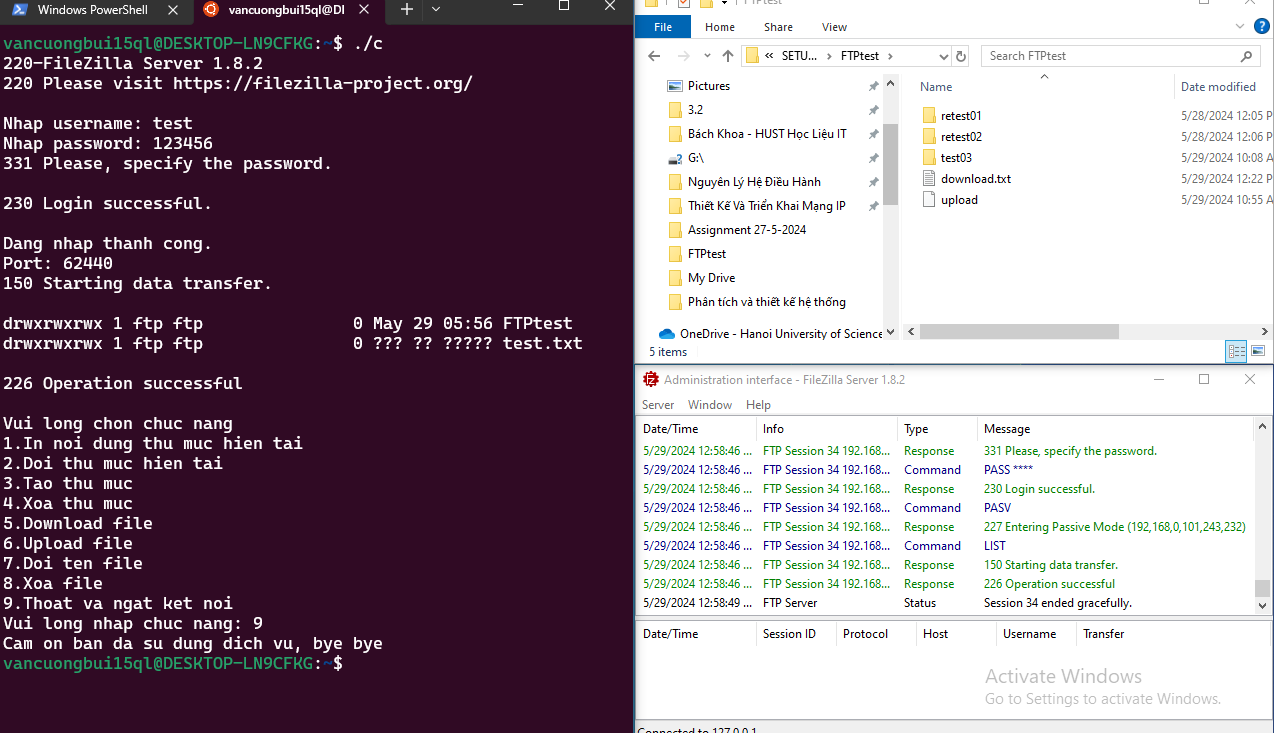 Windows PowerShell
vancuongbui15ql@DESKTOP-LN9CFKG:~$ ./c
220-FileZilla Server 1.8.2
220 Please visit https://filezilla-project.org/
Nhap username: test
Nhap password: 123456
331 Please, specify the password.
230 Login successful.
Dang nhap thanh cong.
Port: 62440
150 Starting data transfer.
drwxrwxrwx 1 ftp ftp 0 May 29 05:56 FTPtest
drwxrwxrwx 1 ftp ftp 0 ??? ?? ????? test.txt
226 Operation successful
Vui long chon chuc nang
1.In noi dung thu muc hien tai
2.Doi thu muc hien tai
3.Tao thu muc
4.Xoa thu muc
5.Download file
6.Upload file
7.Doi ten file
8.Xoa file
9.Thoat va ngat ket noi
Vui long nhap chuc nang: 9
Cam on ban da su dung dich vu, bye bye
vancuongbui15ql@DESKTOP-LN9CFKG:~$
vancuongbui15ql@DI
FTPtest
File Home Share View
« SETU... › FTPtest ›
Search FTPtest
Pictures
3.2
Bách Khoa - HUST Học Liệu IT
G:\
Nguyên Lý Hệ Điều Hành
Thiết Kế Và Triển Khai Mạng IP
Assignment 27-5-2024
FTPtest
My Drive
Phân tích và thiết kế hệ thống
OneDrive - Hanoi University of Science
Name Date modified
retest01 5/28/2024 12:05 P
retest02 5/28/2024 12:06 P
test03 5/29/2024 10:08 A
download.txt 5/29/2024 12:22 P
upload 5/29/2024 10:55 A
5 items
Administration interface - FileZilla Server 1.8.2
Server Window Help
Date/Time Info Type Message
5/29/2024 12:58:46 ... FTP Session 34 192.168... Response 331 Please, specify the password.
5/29/2024 12:58:46 ... FTP Session 34 192.168... Command PASS ****
5/29/2024 12:58:46 ... FTP Session 34 192.168... Response 230 Login successful.
5/29/2024 12:58:46 ... FTP Session 34 192.168... Command PASV
5/29/2024 12:58:46 ... FTP Session 34 192.168... Response 227 Entering Passive Mode (192,168,0,101,243,232)
5/29/2024 12:58:46 ... FTP Session 34 192.168... Command LIST
5/29/2024 12:58:46 ... FTP Session 34 192.168... Response 150 Starting data transfer.
5/29/2024 12:58:46 ... FTP Session 34 192.168... Response 226 Operation successful
5/29/2024 12:58:49 ... FTP Server Status Session 34 ended gracefully.
Date/Time Session ID Protocol Host Username Transfer
Activate Windows
Go to Settings to activate Windows.
Connected to 127.0.0.1